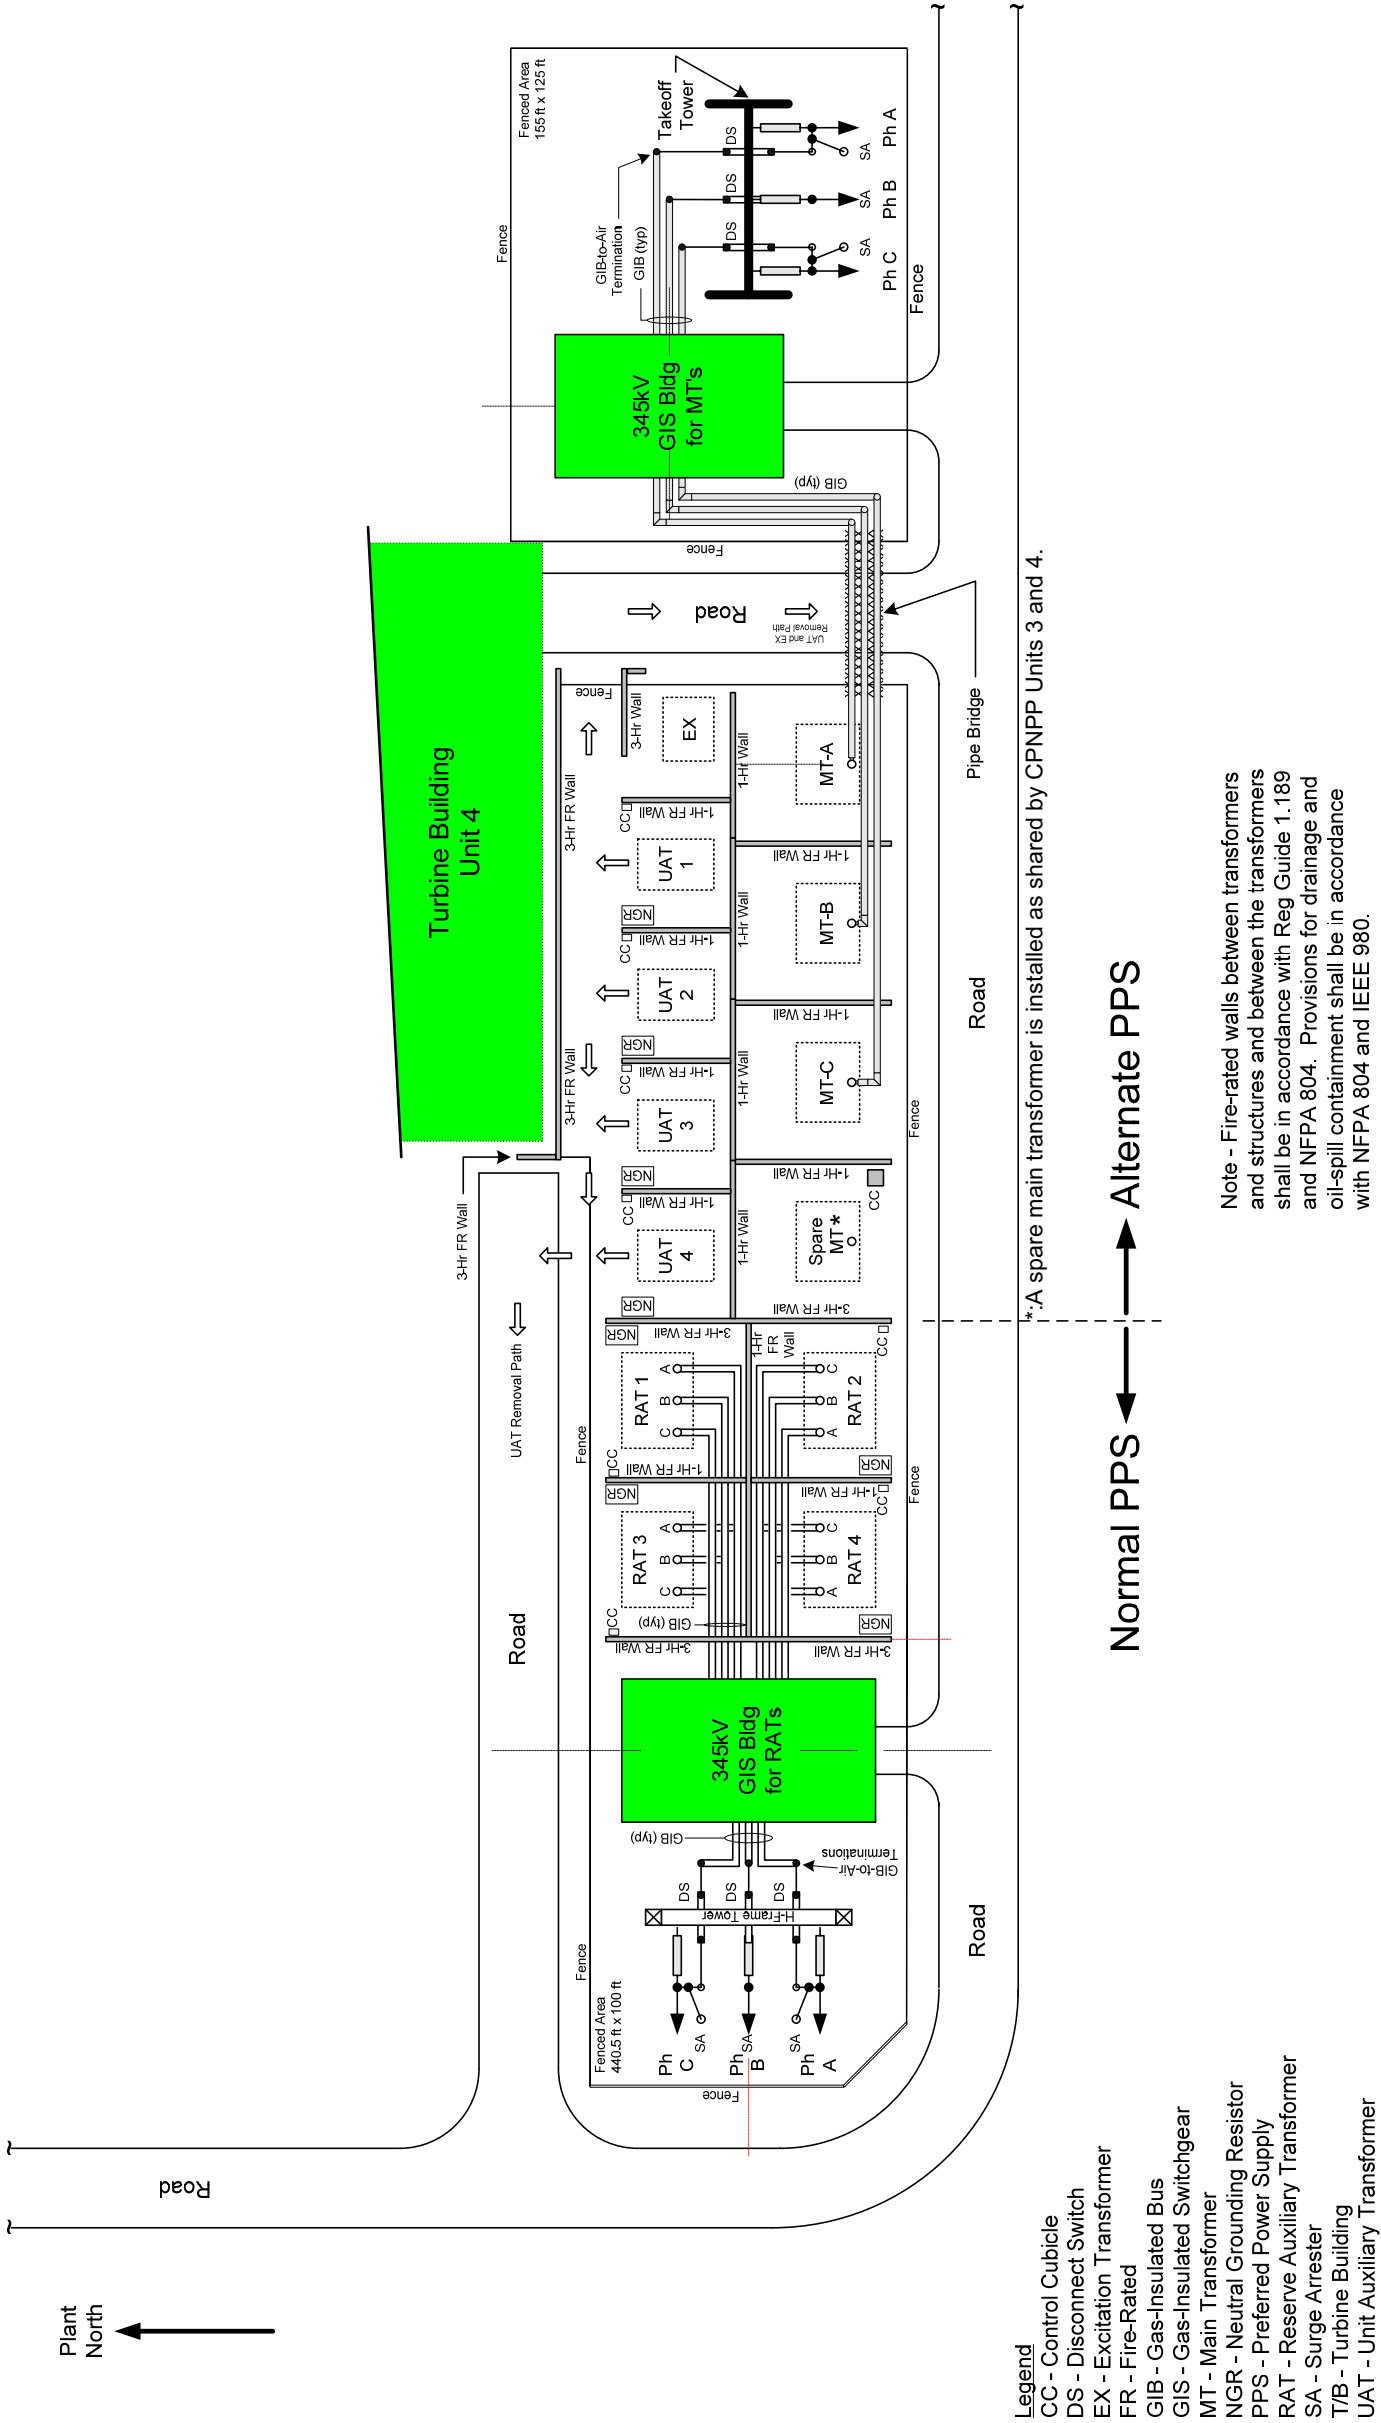 Fenced Area
155 ft x 125 ft
Fence
Takeoff
Tower
GIB-to-Air
Termination
GIB (typ)
DS
DS
DS
SA
SA
SA
Ph A
Ph B
Ph C
Fence
345kV
GIS Bldg
for MT's
GIB (typ)
Fence
Turbine Building
Unit 4
Road
UAT and EX
Removal Path
Pipe Bridge
Fence
3-Hr Wall
3-Hr FR Wall
3-Hr FR Wall
3-Hr FR Wall
EX
1-Hr Wall
1-Hr Wall
1-Hr Wall
1-Hr Wall
CC
1-Hr FR Wall
UAT
1
NGR
CC
1-Hr FR Wall
UAT
2
NGR
CC
1-Hr FR Wall
UAT
3
NGR
CC
1-Hr FR Wall
UAT
4
NGR
MT-A
1-Hr FR Wall
MT-B
1-Hr FR Wall
MT-C
1-Hr FR Wall
CC
Spare
MT*
3-Hr FR Wall
3-Hr FR Wall
Fence
Road
*:A spare main transformer is installed as shared by CPNPP Units 3 and 4.
Normal PPS
Alternate PPS
Note - Fire-rated walls between transformers
and structures and between the transformers
shall be in accordance with Reg Guide 1.189
and NFPA 804. Provisions for drainage and
oil-spill containment shall be in accordance
with NFPA 804 and IEEE 980.
UAT Removal Path
Fence
Road
NGR
1-Hr
FR
Wall
CC
RAT 1
A
B
C
RAT 2
C
B
A
CC
1-Hr FR Wall
NGR
NGR
1-Hr FR Wall
CC
RAT 3
A
B
C
RAT 4
C
B
A
CC
GIB (typ)
NGR
3-Hr FR Wall
3-Hr FR Wall
Fence
345kV
GIS Bldg
for RATs
GIB (typ)
GIB-to-Air
Terminations
DS
DS
DS
H-Frame Tower
Fence
Fenced Area
440.5 ft x 100 ft
SA
SA
SA
Ph
C
Ph
B
Ph
A
Fence
Road
Road
Plant
North
Legend
CC - Control Cubicle
DS - Disconnect Switch
EX - Excitation Transformer
FR - Fire-Rated
GIB - Gas-Insulated Bus
GIS - Gas-Insulated Switchgear
MT - Main Transformer
NGR - Neutral Grounding Resistor
PPS - Preferred Power Supply
RAT - Reserve Auxiliary Transformer
SA - Surge Arrester
T/B - Turbine Building
UAT - Unit Auxiliary Transformer